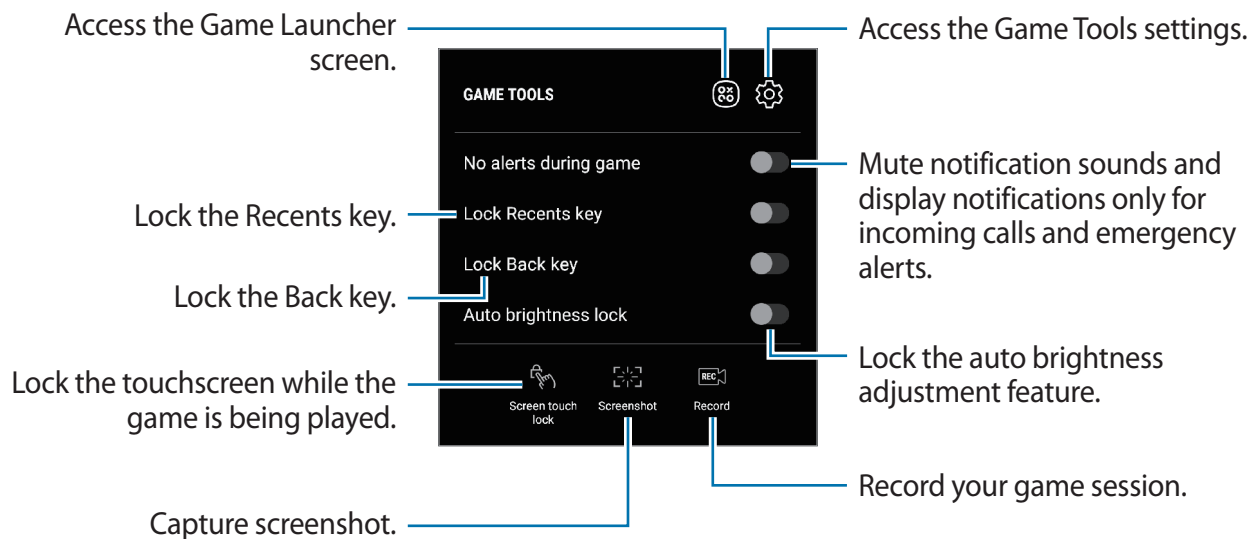 Access the Game Launcher
screen.
Access the Game Tools settings.
GAME TOOLS
No alerts during game
Mute notification sounds and
display notifications only for
incoming calls and emergency
alerts.
Lock the Recents key.
Lock Recents key
Lock Back key
Lock the Back key.
Auto brightness lock
Lock the auto brightness
adjustment feature.
Lock the touchscreen while the
game is being played.
REC
Screen touch
lock
Screenshot
Record
Record your game session.
Capture screenshot.